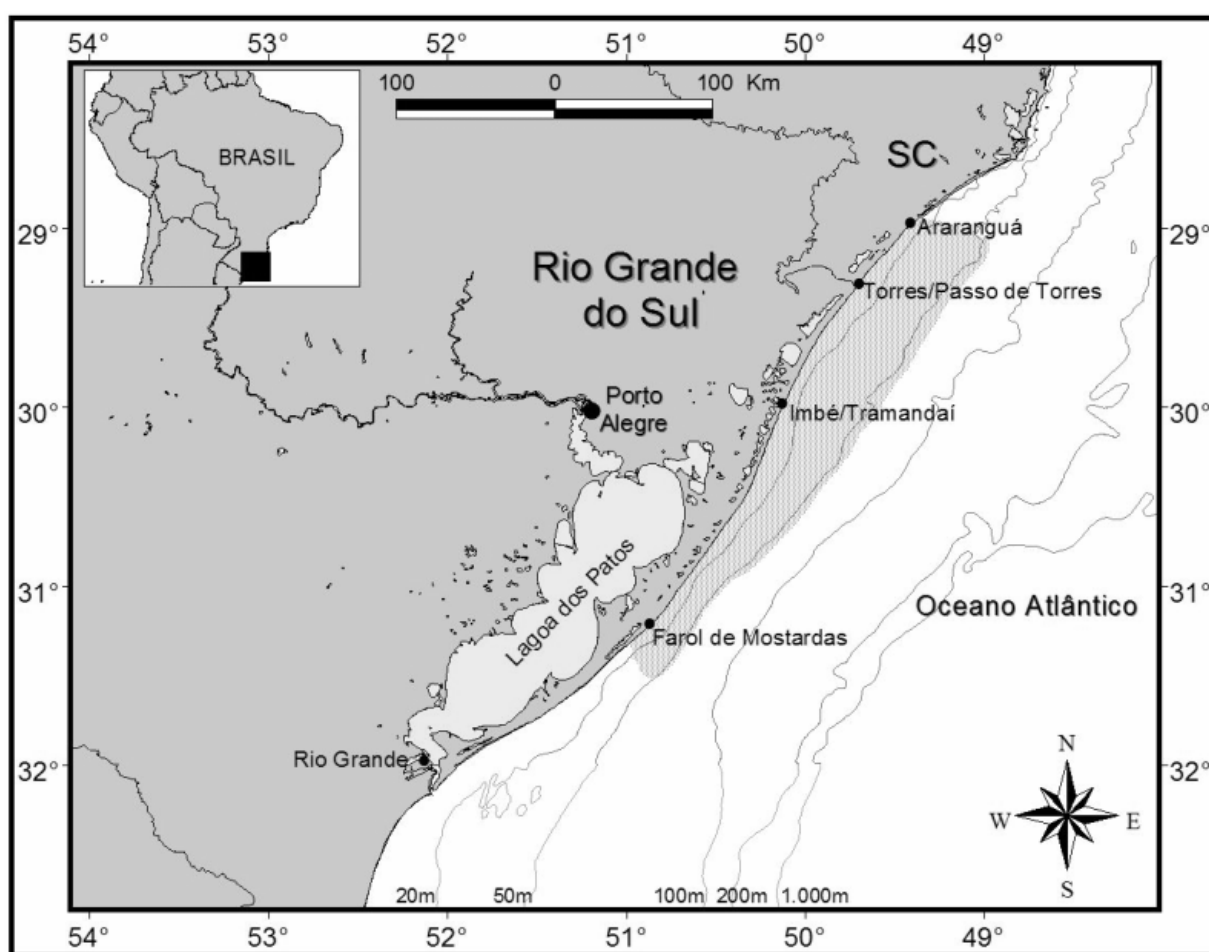 54° 53° 52° 51° 50° 49°
100 0 100 Km
BRASIL
SC
29° 29°
Araranguá
Rio Grande
do Sul
Torres/Passo de Torres
Porto
Alegre
30° 30°
Imbé/Tramandaí
Lagoa dos Patos
31° 31°
Oceano Atlântico
Farol de Mostardas
Rio Grande
32° 32°
N
W E
S
20m 50m 100m 200m 1.000m
54° 53° 52° 51° 50° 49°